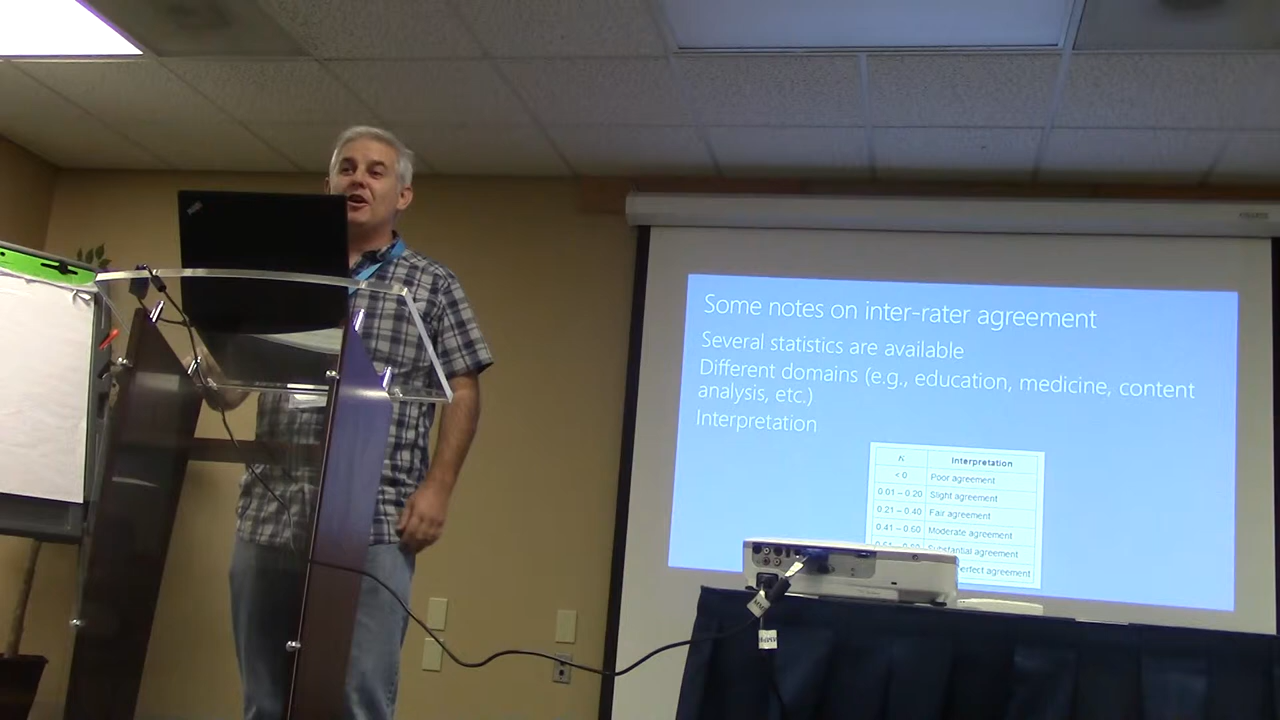 Some notes on inter-rater agreement
Several statistics are available
Different domains (e.g., education, medicine, content
analysis, etc.)
Interpretation
K Interpretation
< 0 Poor agreement
0.01 – 0.20 Slight agreement
0.21 – 0.40 Fair agreement
0.41 – 0.60 Moderate agreement
Substantial agreement
Perfect agreement